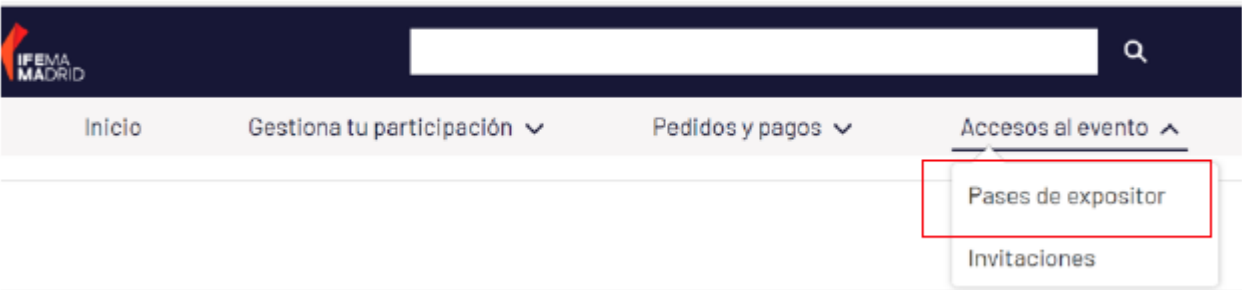 IFEMA
MADRID
Inicio Gestiona tu participación Pedidos y pagos Accesos al evento
Pases de expositor
Invitaciones